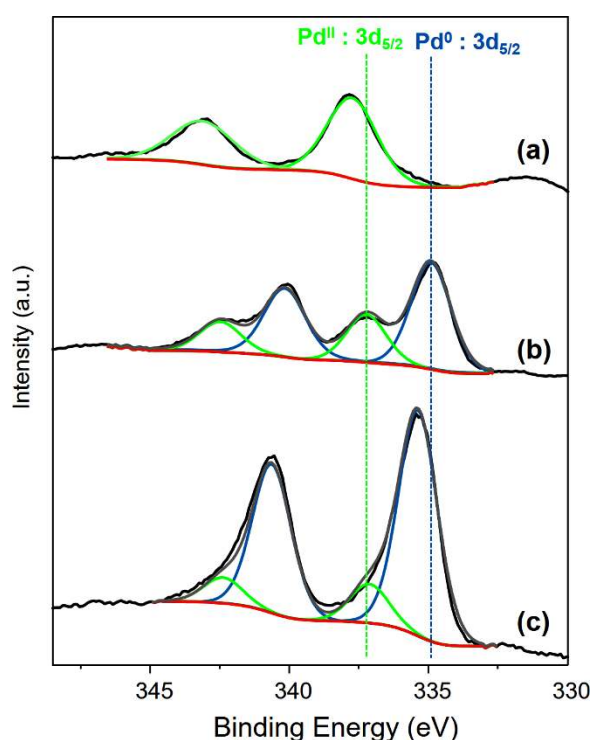 Pdᴵᴵ : 3d₅/₂ Pd⁰ : 3d₅/₂
(a)
(b)
(c)
Intensity (a.u.)
345 340 335 330
Binding Energy (eV)